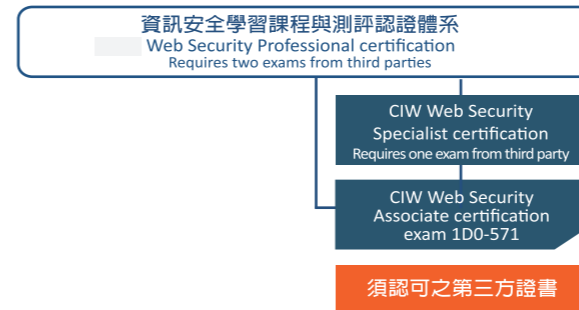 資訊安全學習課程與測評認證體系
Web Security Professional certification
Requires two exams from third parties
CIW Web Security
Specialist certification
Requires one exam from third party
CIW Web Security
Associate certification
exam 1D0-571
須認可之第三方證書